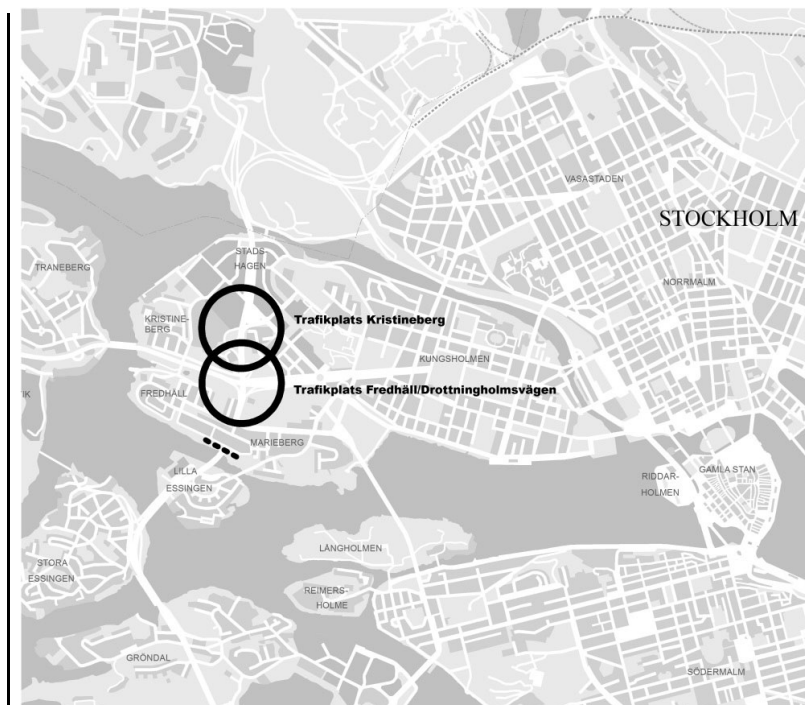 VASASTADEN
STOCKHOLM
STADS-
HAGEN
TRANEBERG
NORRMALM
KRISTINE-
BERG
Trafikplats Kristineberg
KUNGSHOLMEN
FREDHÄLL
Trafikplats Fredhäll/Drottningholmsvägen
IK
MARIEBERG
LILLA
ESSINGEN
RIDDAR-
HOLMEN
GAMLA STAN
LÅNGHOLMEN
STORA
ESSINGEN
REIMERS-
HOLME
GRÖNDAL
SÖDERMALM